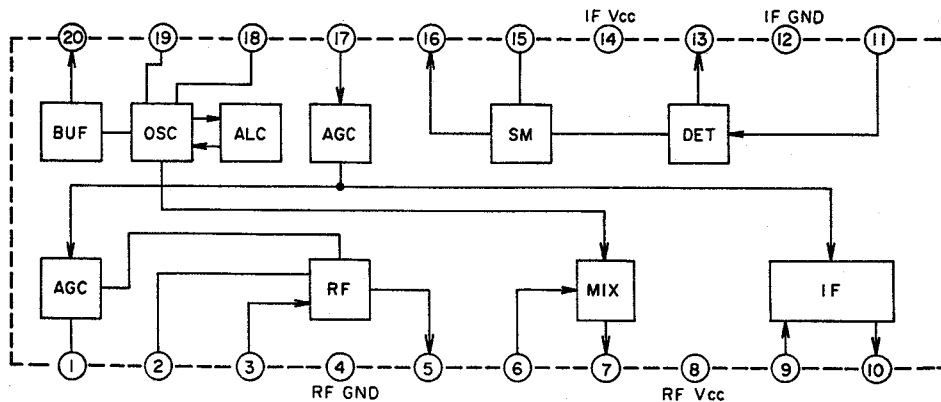 IF Vcc IF GND
20 19 18 17 16 15 14 13 12 11
BUF OSC ALC AGC SM DET
AGC RF MIX IF
1 2 3 4 5 6 7 8 9 10
RF GND RF Vcc